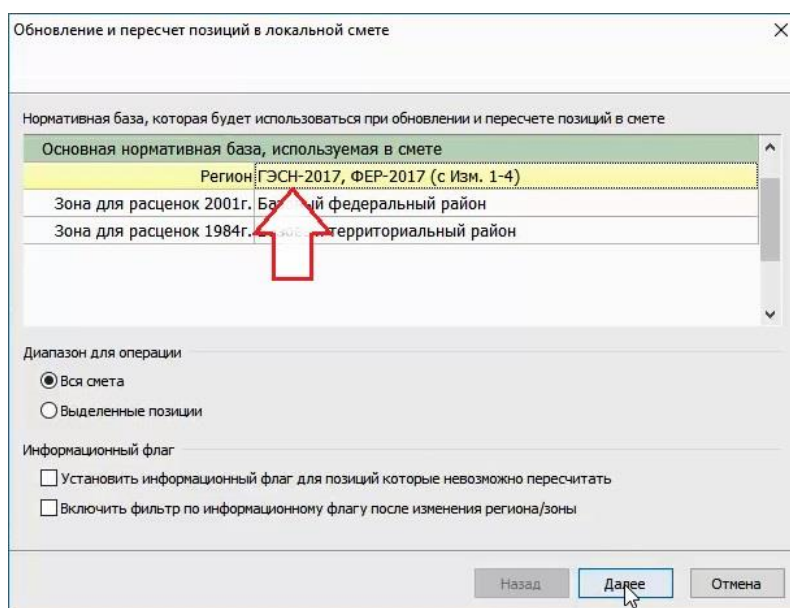 Обновление и пересчет позиций в локальной смете
Нормативная база, которая будет использоваться при обновлении и пересчете позиций в смете
Основная нормативная база, используемая в смете
Регион ГЭСН-2017, ФЕР-2017 (с Изм. 1-4)
Зона для расценок 2001г. федеральный район
Зона для расценок 1984г. территориальный район
Диапазон для операции
Вся смета
Выделенные позиции
Информационный флаг
Установить информационный флаг для позиций которые невозможно пересчитать
Включить фильтр по информационному флагу после изменения региона/зоны
Назад Далее Отмена